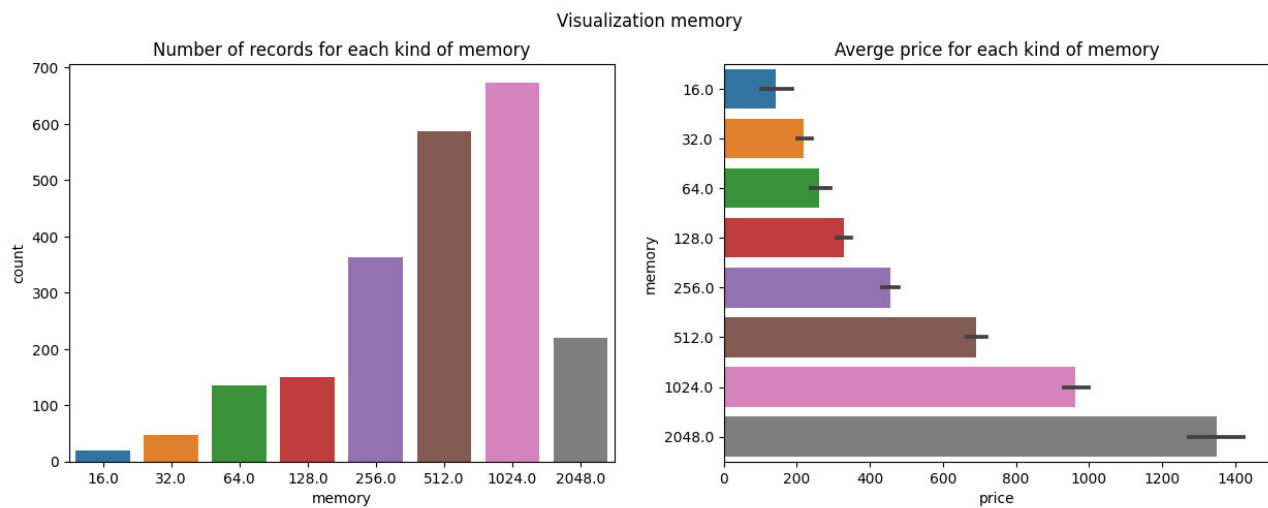 Visualization memory
Number of records for each kind of memory
700
600
500
400
300
200
100
0
count
16.0 32.0 64.0 128.0 256.0 512.0 1024.0 2048.0
memory
Averge price for each kind of memory
16.0
32.0
64.0
128.0
256.0
512.0
1024.0
2048.0
memory
0 200 400 600 800 1000 1200 1400
price